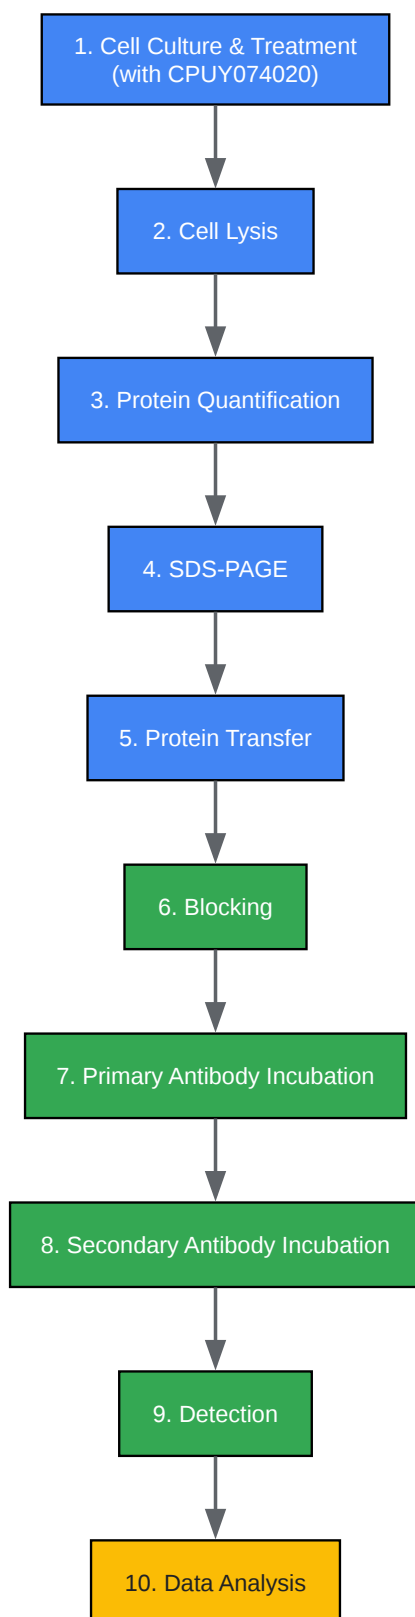 1. Cell Culture & Treatment
(with CPUY074020)
2. Cell Lysis
3. Protein Quantification
4. SDS-PAGE
5. Protein Transfer
6. Blocking
7. Primary Antibody Incubation
8. Secondary Antibody Incubation
9. Detection
10. Data Analysis